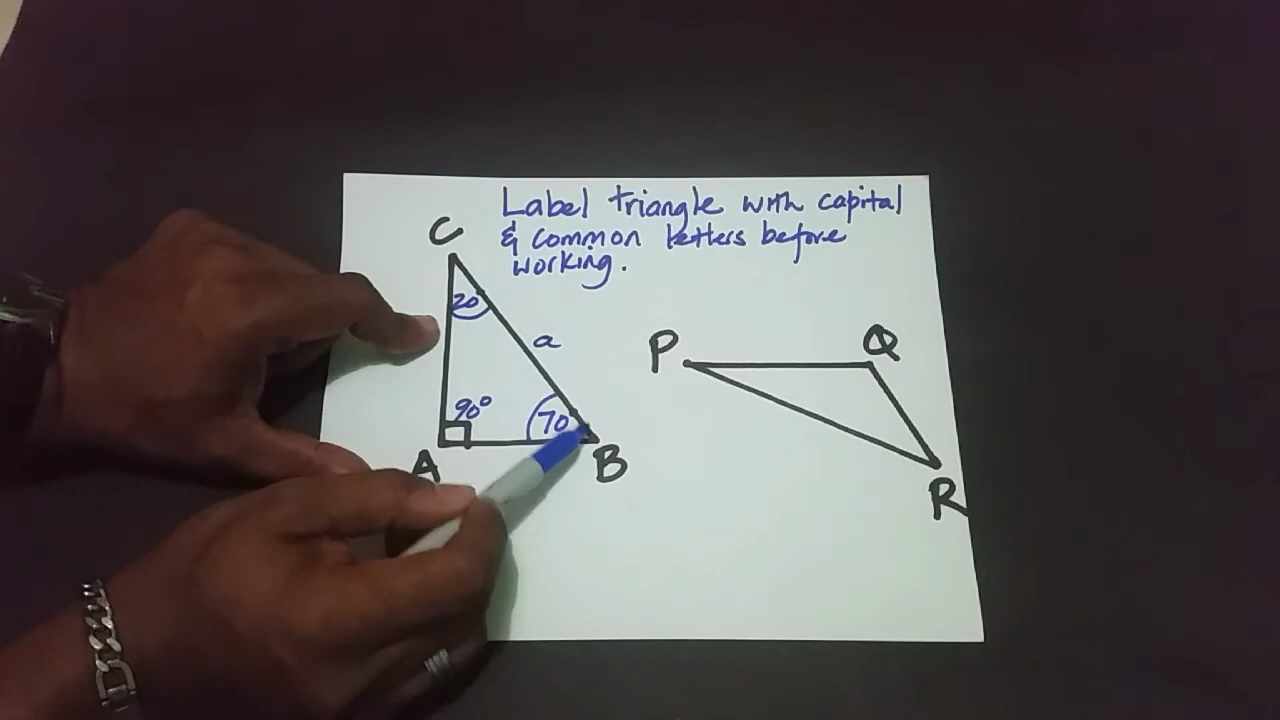 Label triangle with capital
& common letters before
working.
C
20
a
90°
70
A
B
P
Q
R